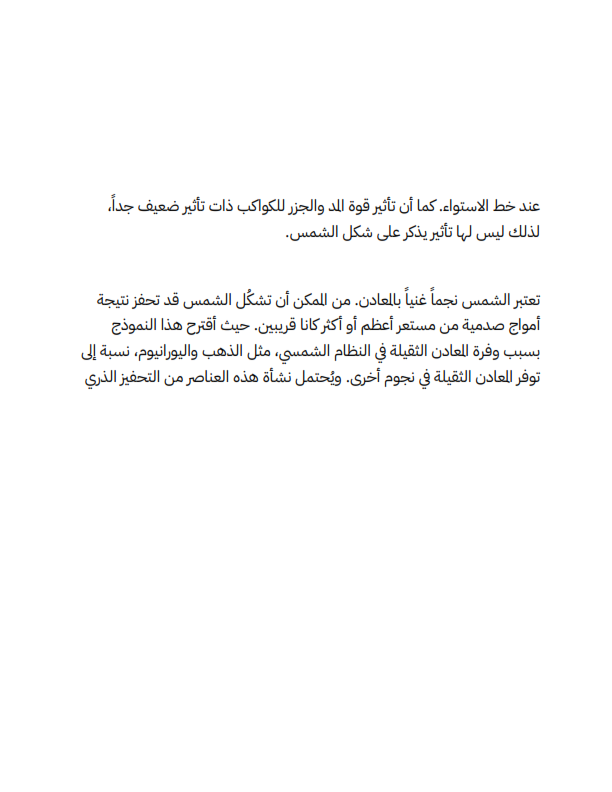 عند خط الاستواء. كما أن تأثير قوة المد والجزر للكواكب ذات تأثير ضعيف جداً،
لذلك ليس لها تأثير يذكر على شكل الشمس.
تعتبر الشمس نجماً غنياً بالمعادن. من الممكن أن تشكُل الشمس قد تحفز نتيجة
أمواج صدمية من مستعر أعظم أو أكثر كانا قريبين. حيث أقترح هذا النموذج
بسبب وفرة المعادن الثقيلة في النظام الشمسي، مثل الذهب واليورانيوم، نسبة إلى
توفر المعادن الثقيلة في نجوم أخرى. ويُحتمل نشأة هذه العناصر من التحفيز الذري